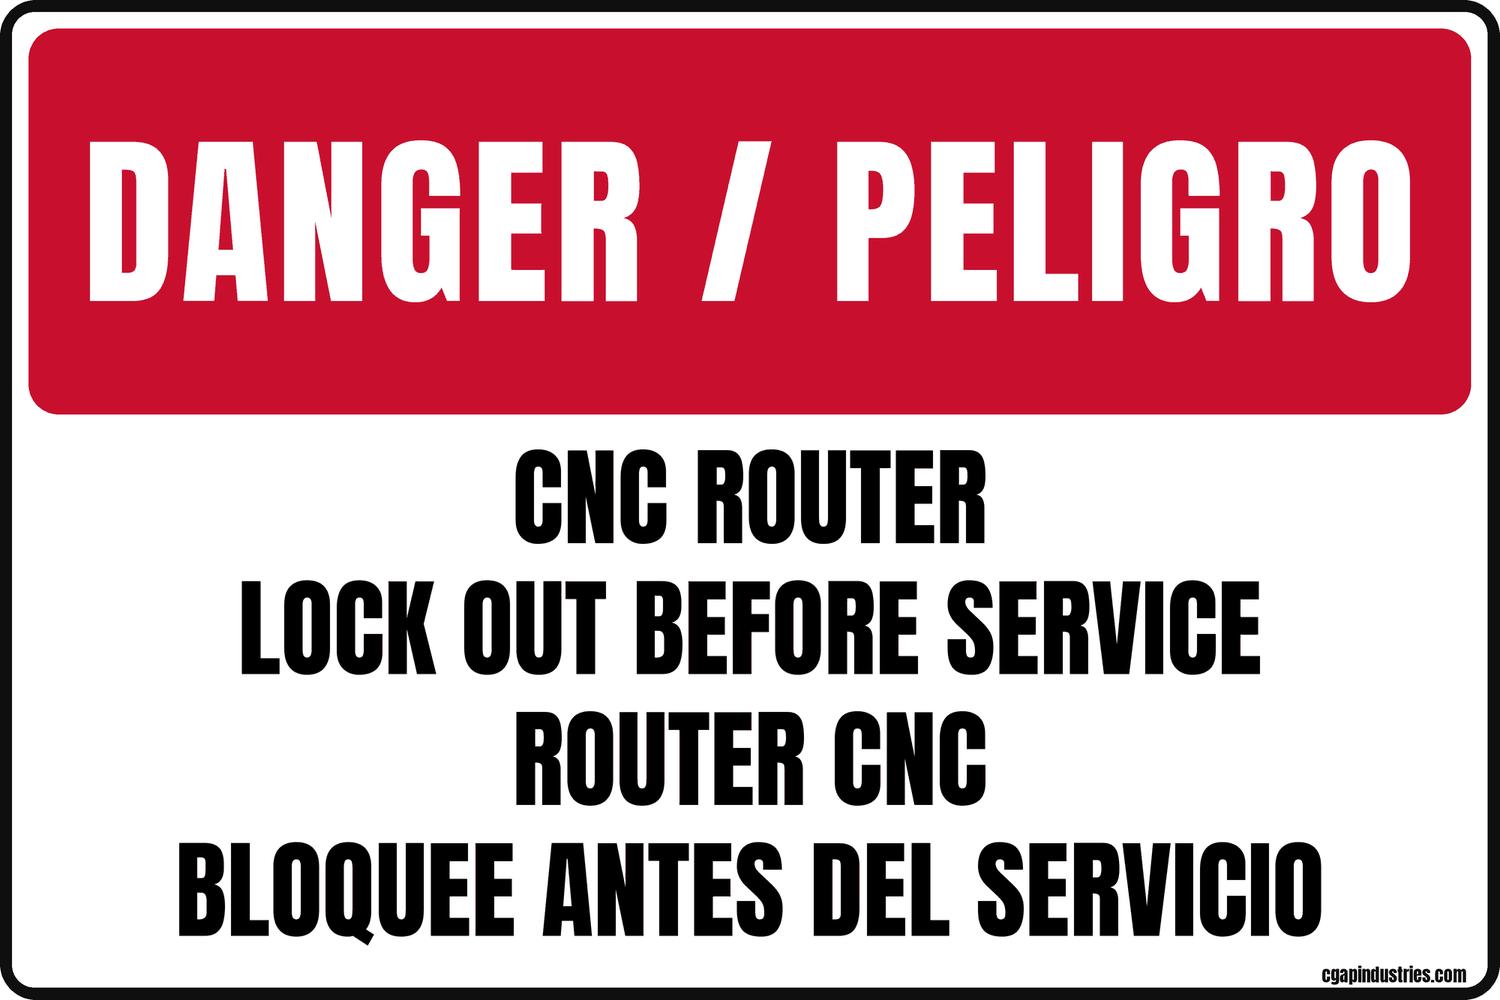 DANGER / PELIGRO
CNC ROUTER
LOCK OUT BEFORE SERVICE
ROUTER CNC
BLOQUEE ANTES DEL SERVICIO
cgapindustries.com